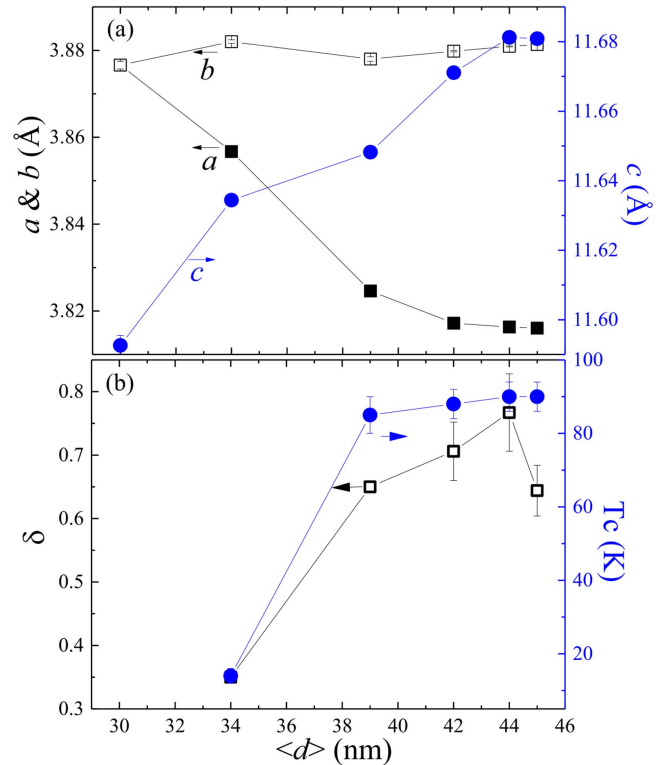 (a)
3.88
3.86
3.84
3.82
a & b (Å)
b
a
c
11.68
11.66
11.64
11.62
11.60
c (Å)
(b)
0.8
0.7
0.6
0.5
0.4
0.3
δ
100
80
60
40
20
Tc (K)
30 32 34 36 38 40 42 44 46
<d> (nm)